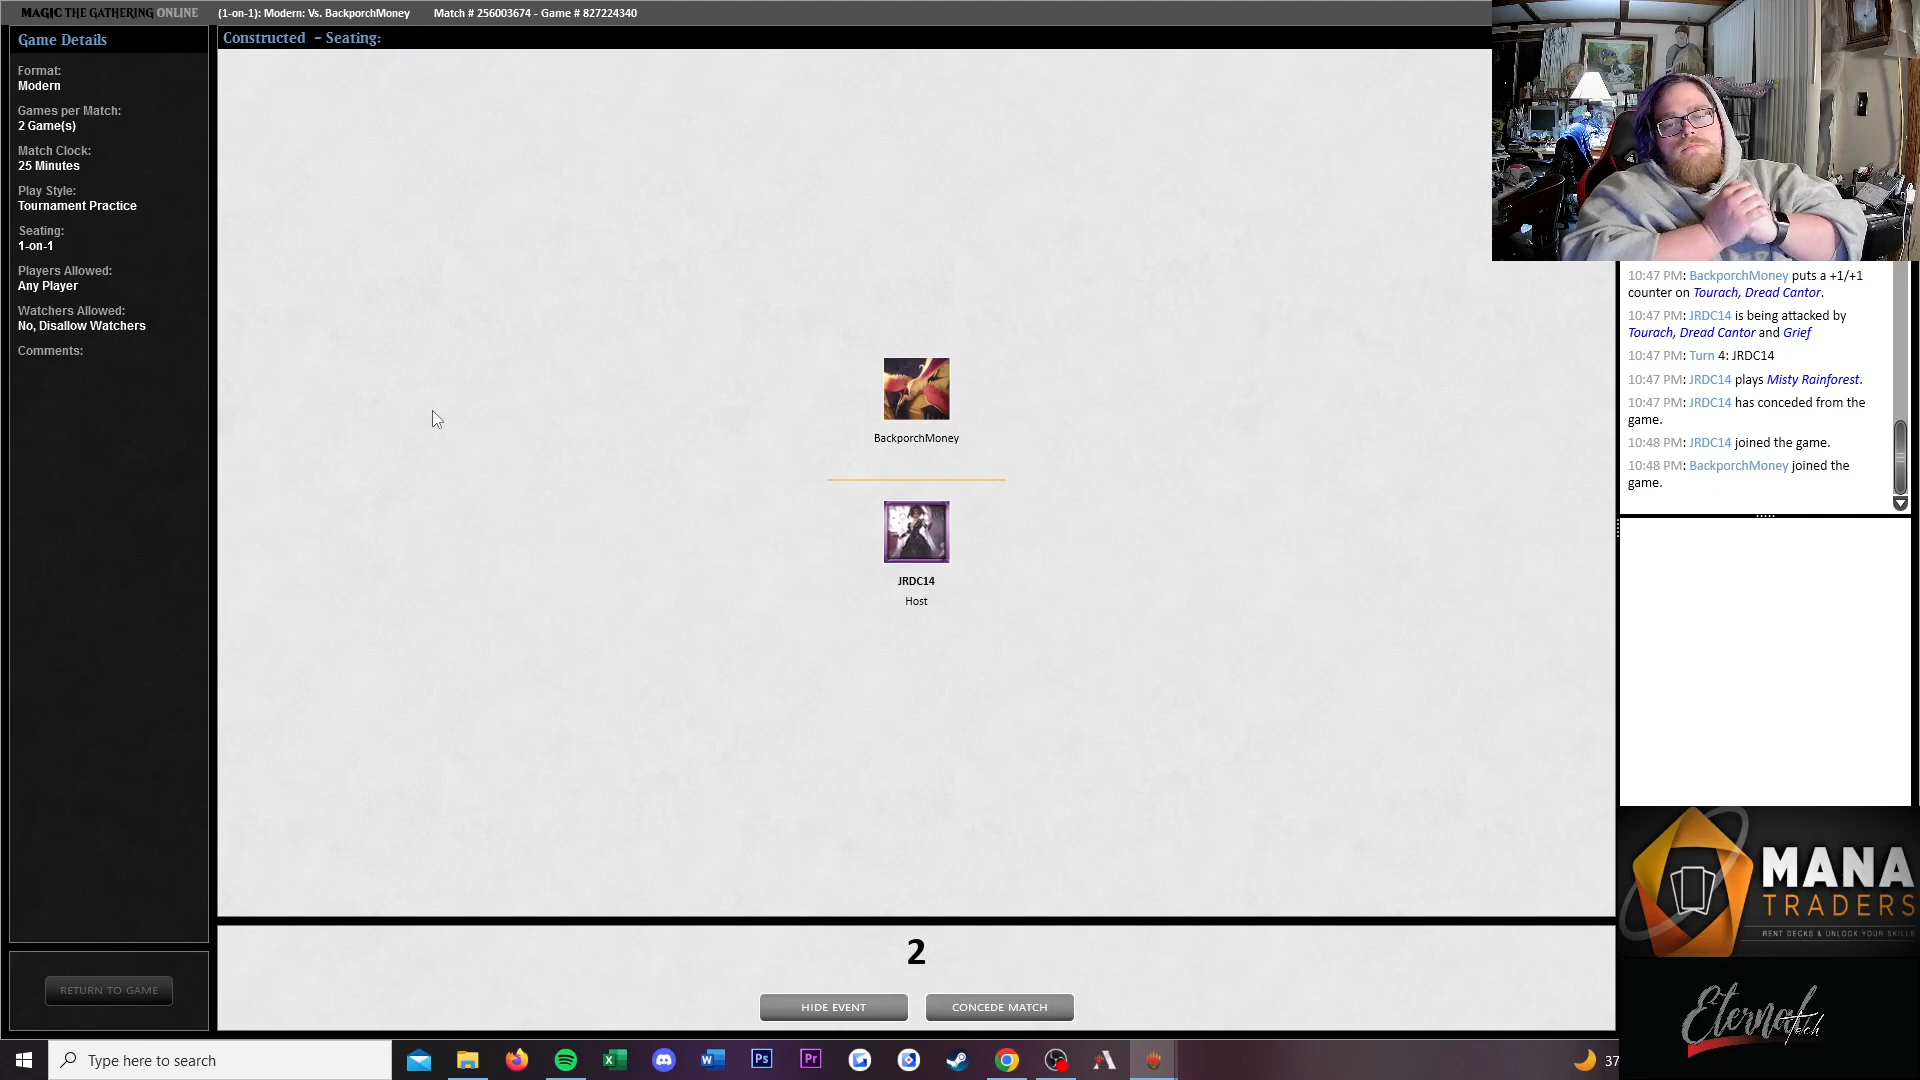 MAGIC THE GATHERING ONLINE
(1-on-1): Modern: Vs. BackporchMoney
Match # 256003674 - Game # 827224340
Game Details
Format:
Modern
Games per Match:
2 Game(s)
Match Clock:
25 Minutes
Play Style:
Tournament Practice
Seating:
1-on-1
Players Allowed:
Any Player
Watchers Allowed:
No, Disallow Watchers
Comments:
RETURN TO GAME
Constructed - Seating:
BackporchMoney
JRDC14
Host
2
HIDE EVENT
CONCEDE MATCH
10:47 PM: BackporchMoney puts a +1/+1
counter on Tourach, Dread Cantor.
10:47 PM: JRDC14 is being attacked by
Tourach, Dread Cantor and Grief
10:47 PM: Turn 4: JRDC14
10:47 PM: JRDC14 plays Misty Rainforest.
10:47 PM: JRDC14 has conceded from the
game.
10:48 PM: JRDC14 joined the game.
10:48 PM: BackporchMoney joined the
game.
MANA
TRADERS
RENT DECKS & UNLOCK YOUR SKILLS
Eternal
Type here to search
Ps
Pr
37